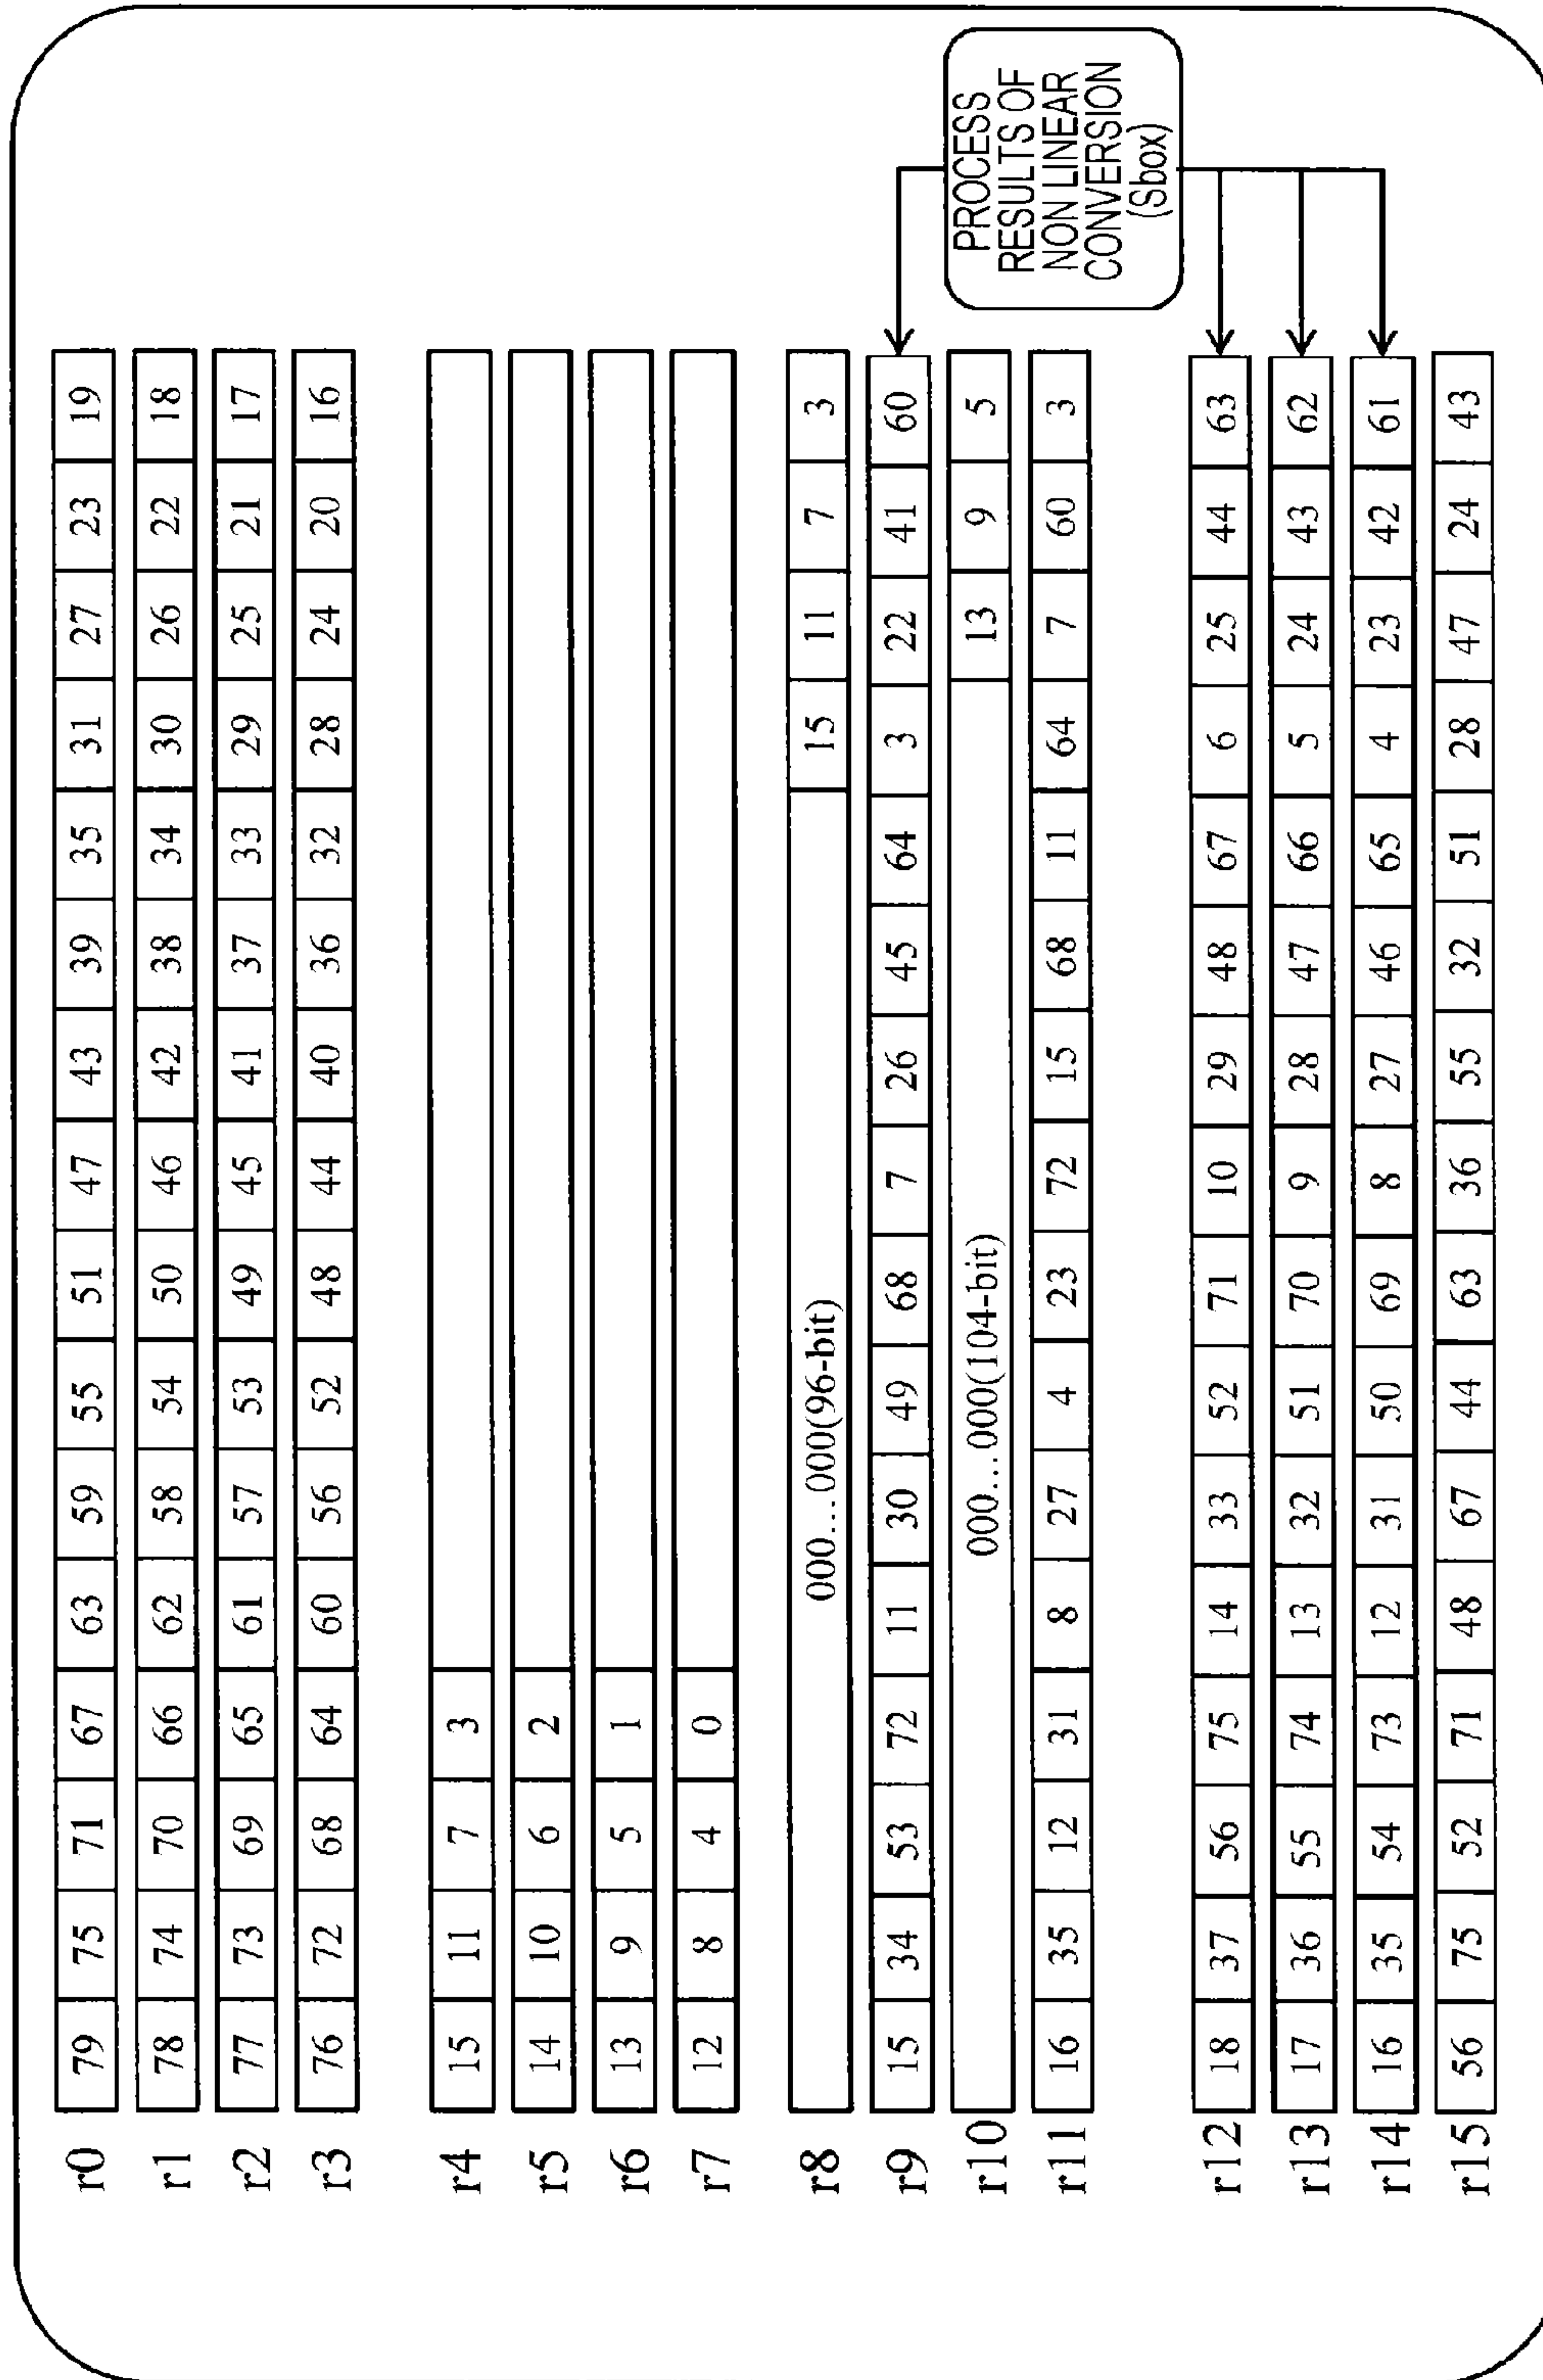 r0 79 75 71 67 63 59 55 51 47 43 39 35 31 27 23 19
r1 78 74 70 66 62 58 54 50 46 42 38 34 30 26 22 18
r2 77 73 69 65 61 57 53 49 45 41 37 33 29 25 21 17
r3 76 72 68 64 60 56 52 48 44 40 36 32 28 24 20 16
r4 15 11 7 3
r5 14 10 6 2
r6 13 9 5 1
r7 12 8 4 0
r8 000...000(96-bit) 15 11 7 3
r9 15 34 53 72 11 30 49 68 7 26 45 64 3 22 41 60
r10 000...000(104-bit) 13 9 5
r11 16 35 12 31 8 27 4 23 72 15 68 11 64 7 60 3
r12 18 37 56 75 14 33 52 71 10 29 48 67 6 25 44 63
r13 17 36 55 74 13 32 51 70 9 28 47 66 5 24 43 62
r14 16 35 54 73 12 31 50 69 8 27 46 65 4 23 42 61
r15 56 75 52 71 48 67 44 63 36 55 32 51 28 47 24 43
PROCESS
RESULTS OF
NON LINEAR
CONVERSION
(Sbox)